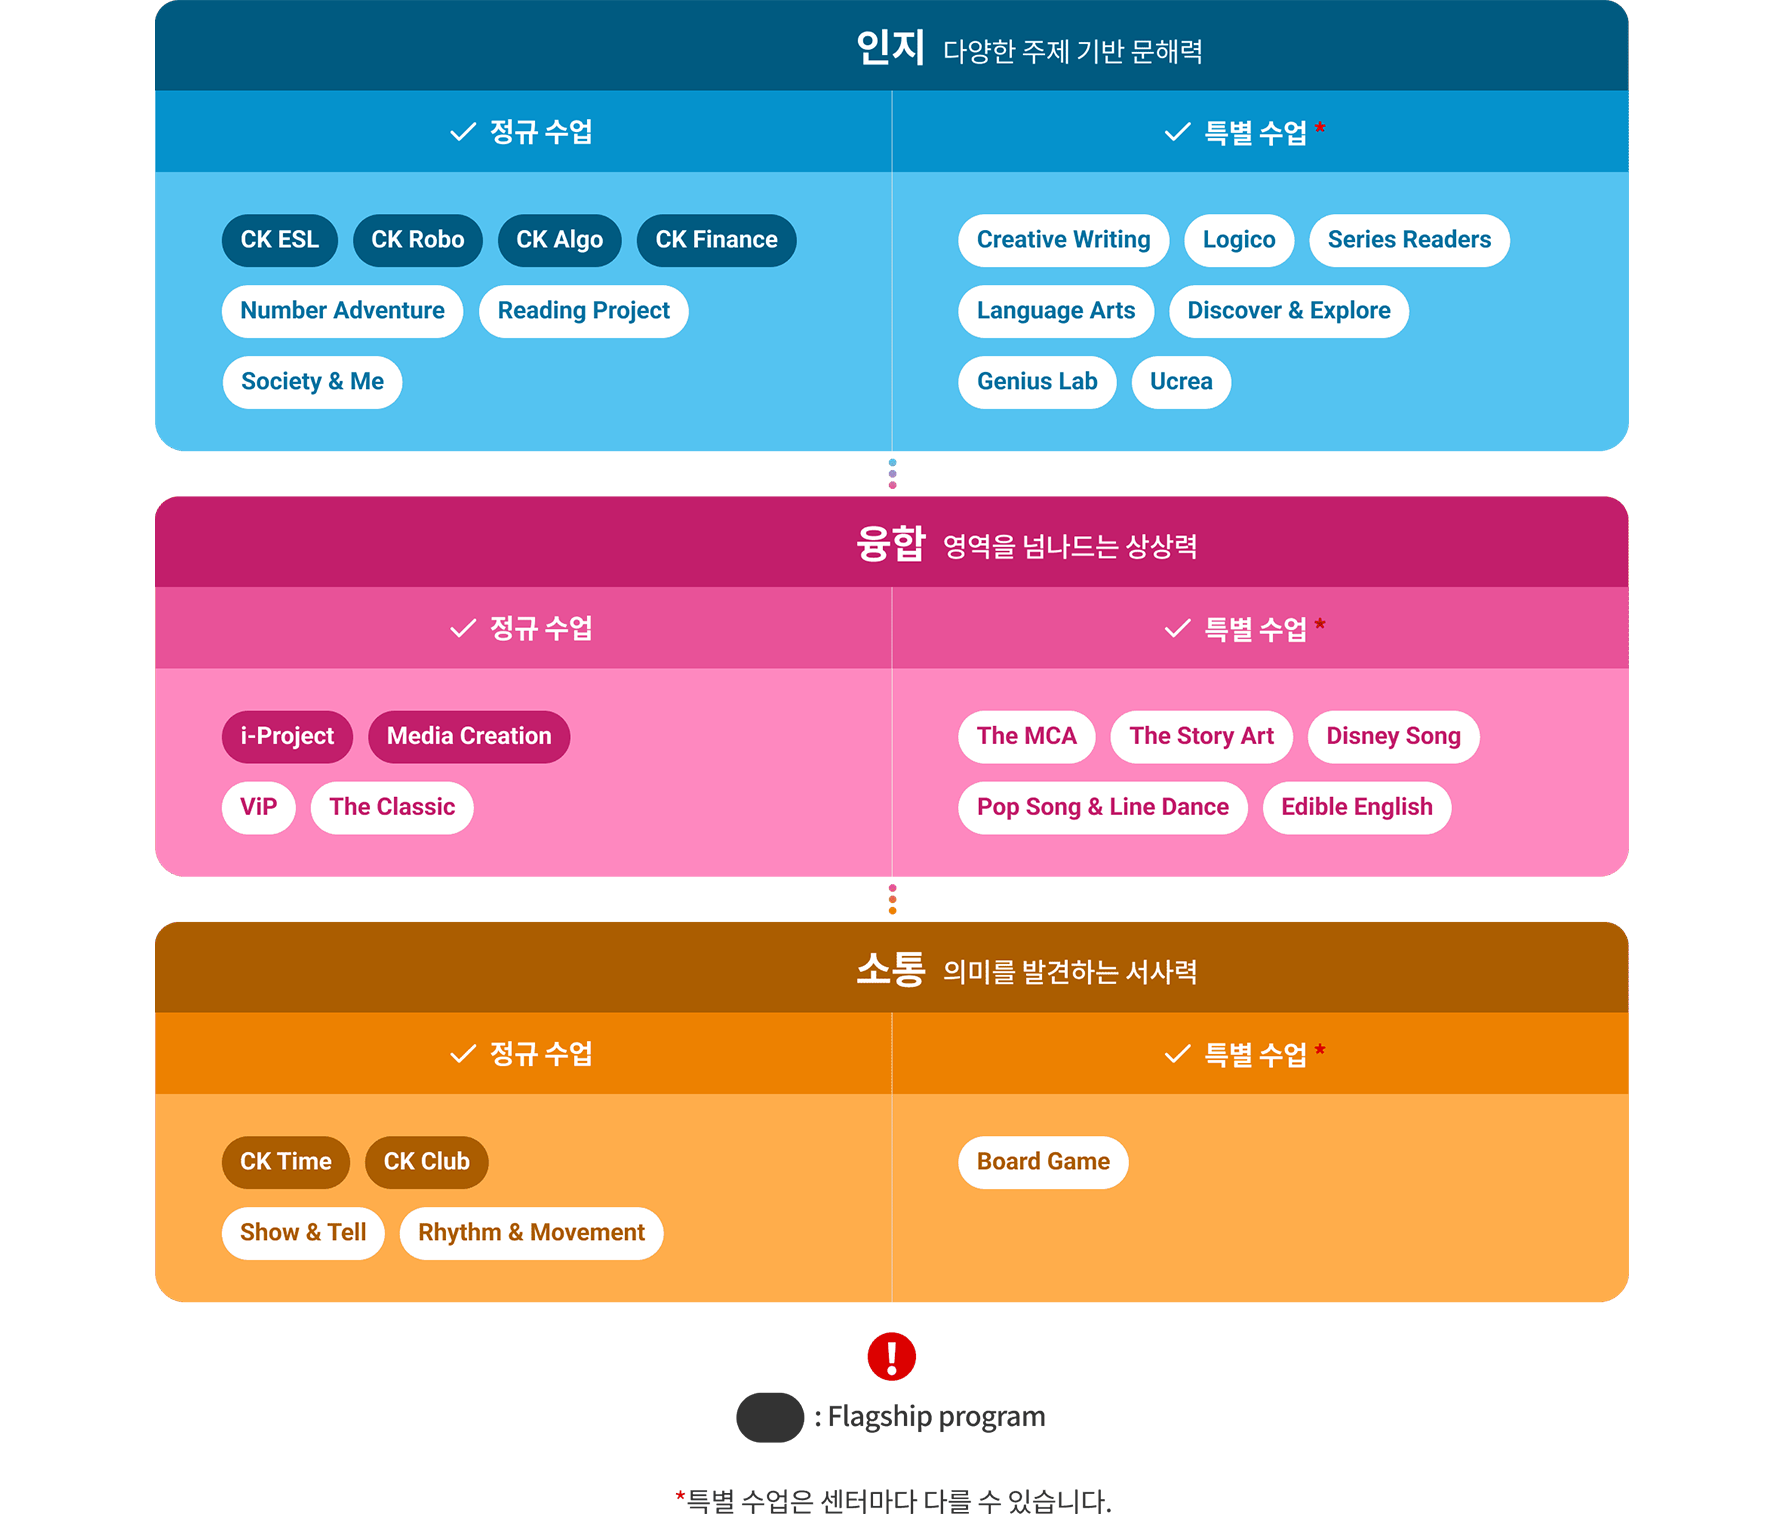 인지 다양한 주제 기반 문해력
정규 수업
특별 수업 *
CK ESL CK Robo CK Algo CK Finance
Number Adventure Reading Project
Society & Me
Creative Writing Logico Series Readers
Language Arts Discover & Explore
Genius Lab Ucrea
융합 영역을 넘나드는 상상력
정규 수업
특별 수업 *
i-Project Media Creation
ViP The Classic
The MCA The Story Art Disney Song
Pop Song & Line Dance Edible English
소통 의미를 발견하는 서사력
정규 수업
특별 수업 *
CK Time CK Club
Show & Tell Rhythm & Movement
Board Game
!
: Flagship program
*특별 수업은 센터마다 다를 수 있습니다.